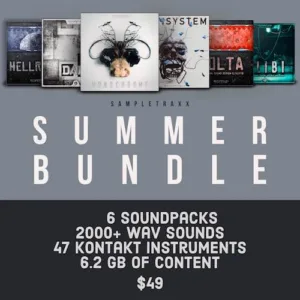 SYSTEM
SAMPLETRAXX
SUMMER
BUNDLE
6 SOUNDPACKS
2000+ WAV SOUNDS
47 KONTAKT INSTRUMENTS
6.2 GB OF CONTENT
$49